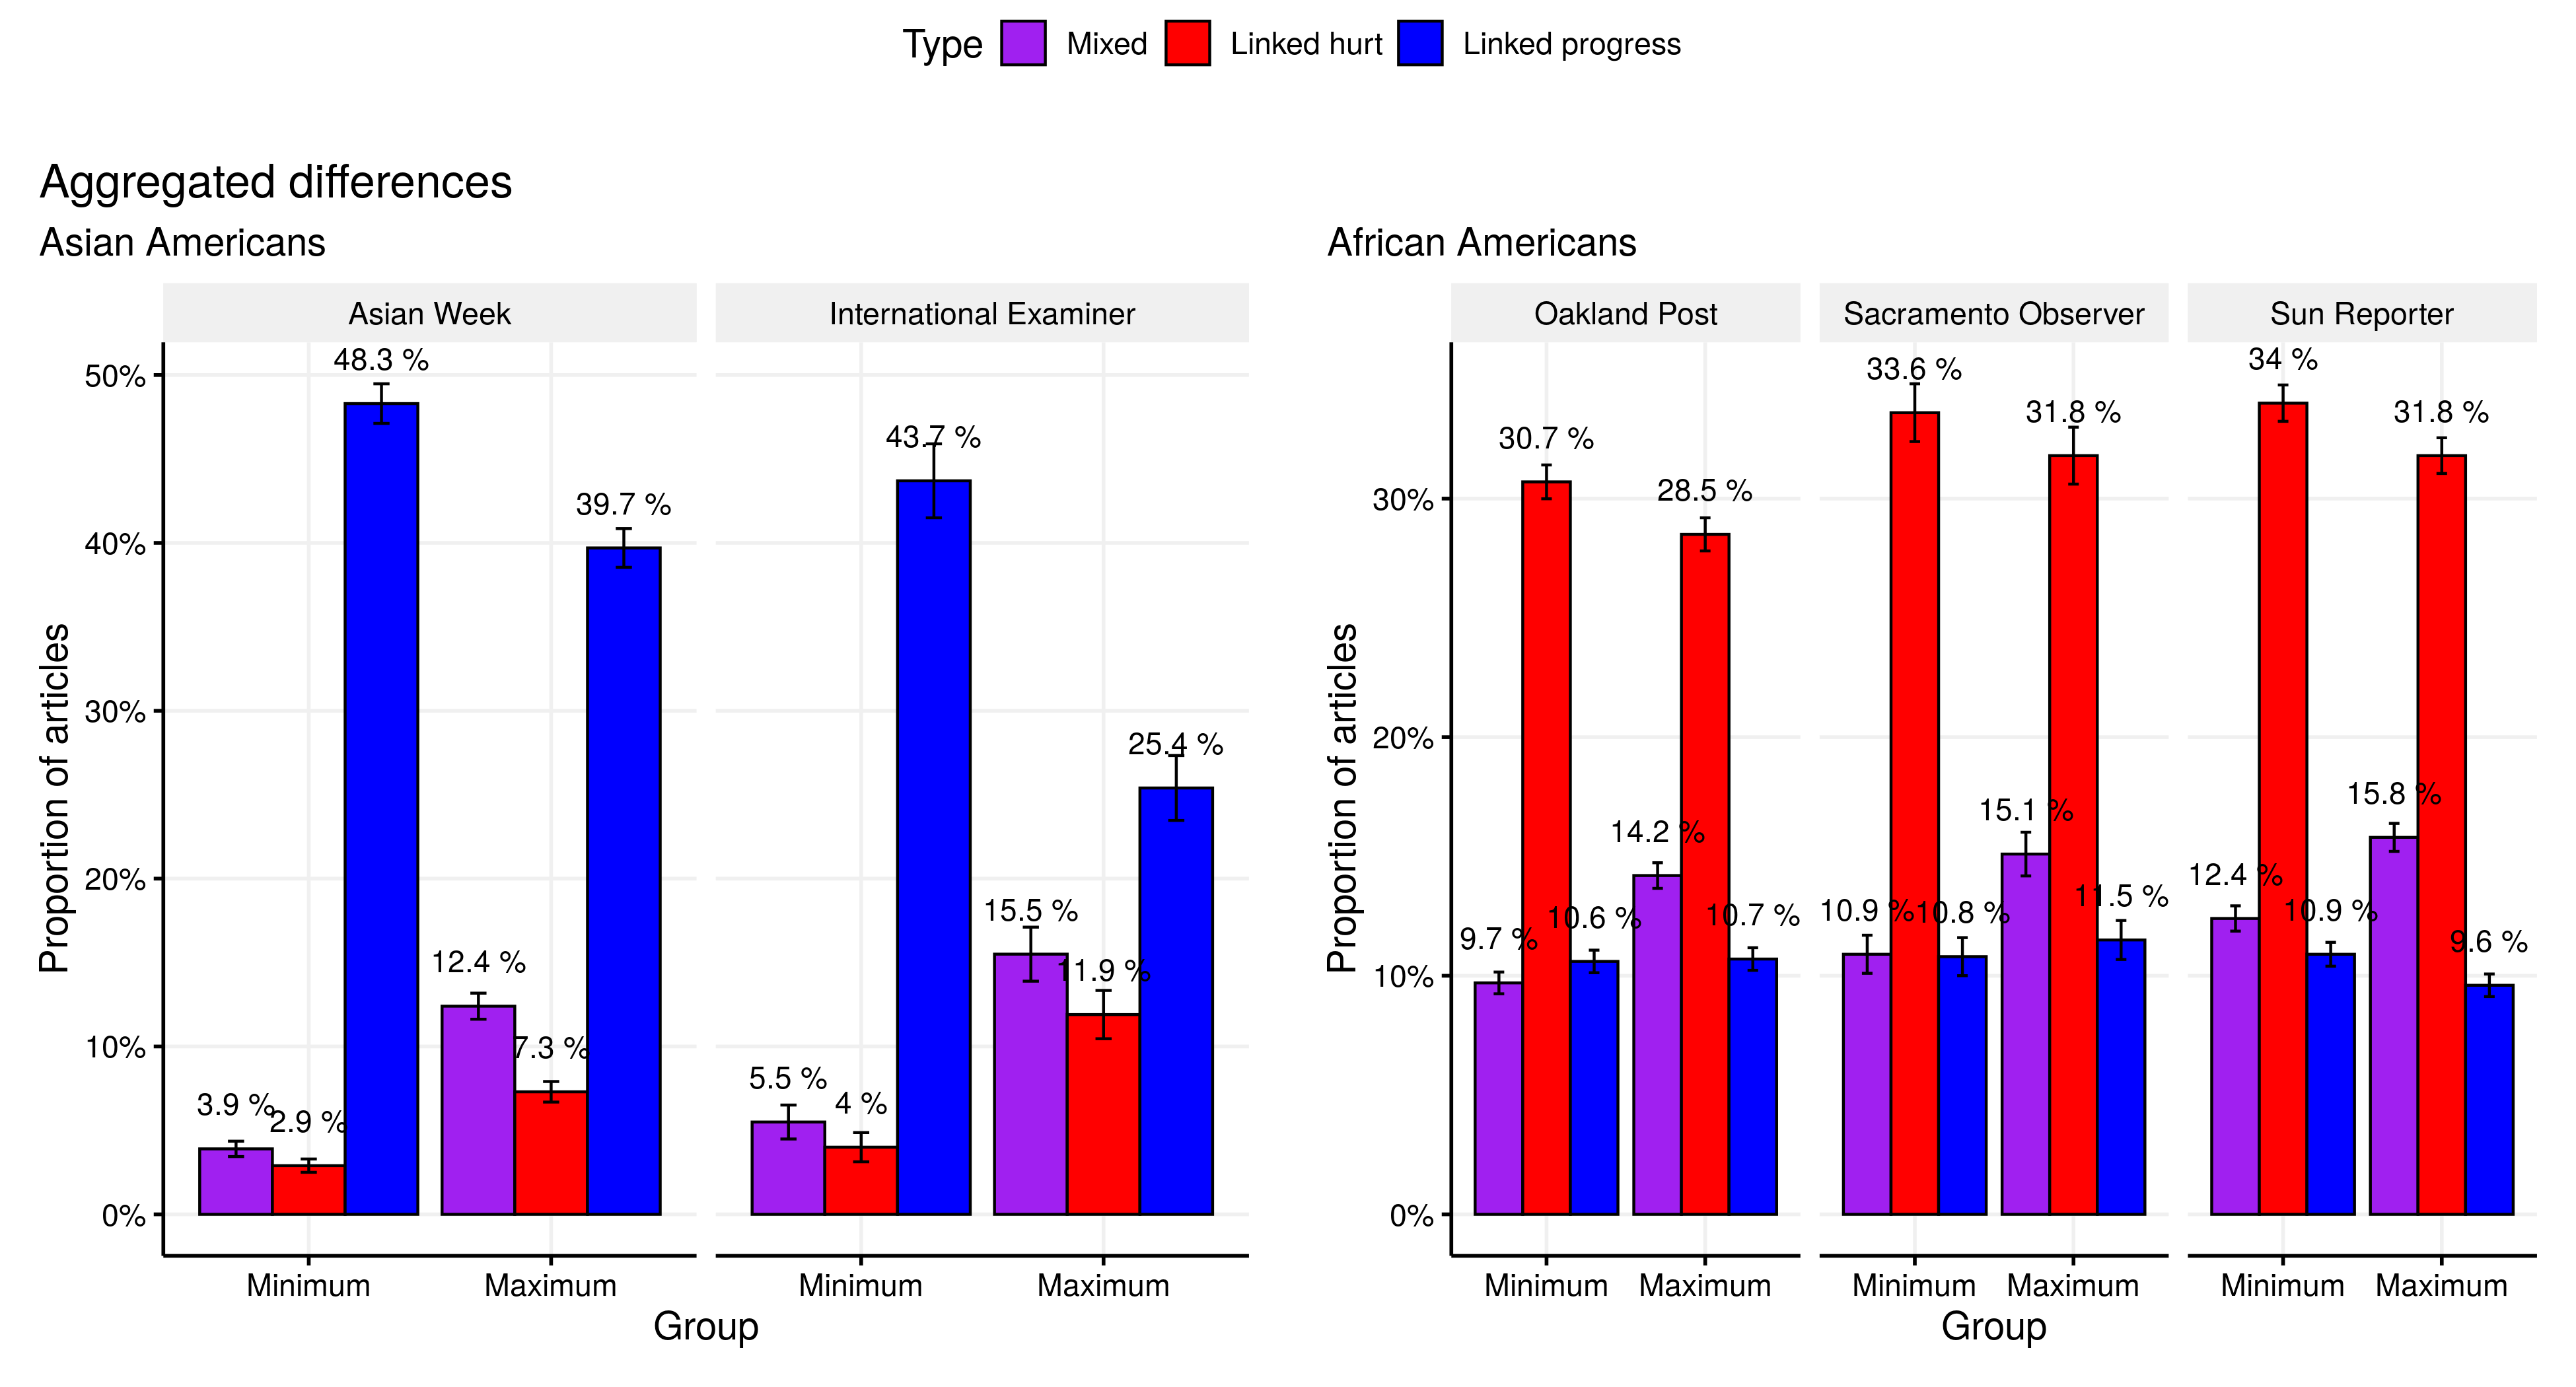 Type Mixed Linked hurt Linked progress
Aggregated differences
Asian Americans
Asian Week
International Examiner
Proportion of articles
50%
40%
30%
20%
10%
0%
48.3 %
39.7 %
12.4 %
7.3 %
3.9 %
2.9 %
43.7 %
25.4 %
15.5 %
11.9 %
5.5 %
4 %
Minimum Maximum Minimum Maximum
Group
African Americans
Oakland Post
Sacramento Observer
Sun Reporter
Proportion of articles
30%
20%
10%
0%
30.7 %
28.5 %
14.2 %
10.6 %
10.7 %
9.7 %
33.6 %
31.8 %
15.1 %
11.5 %
10.9 %
10.8 %
34 %
31.8 %
15.8 %
12.4 %
10.9 %
9.6 %
Minimum Maximum Minimum Maximum Minimum Maximum
Group